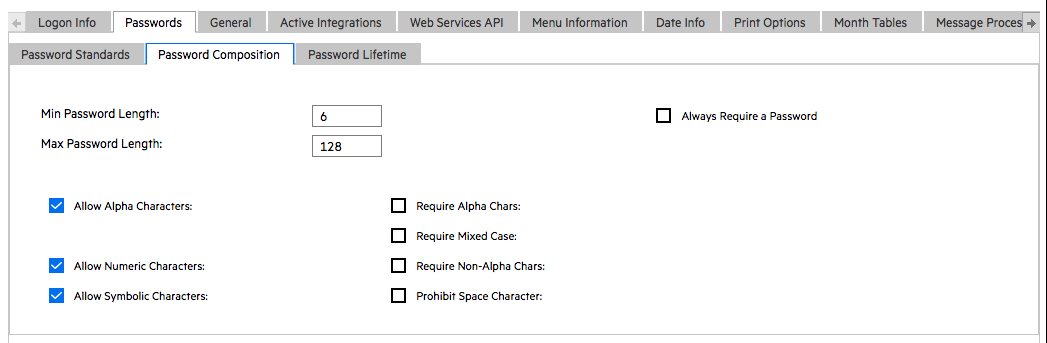 Logon Info Passwords General Active Integrations Web Services API Menu Information Date Info Print Options Month Tables Message Proces
Password Standards Password Composition Password Lifetime
Min Password Length: 6 Always Require a Password
Max Password Length: 128
Allow Alpha Characters: Require Alpha Chars:
Require Mixed Case:
Allow Numeric Characters: Require Non-Alpha Chars:
Allow Symbolic Characters: Prohibit Space Character: